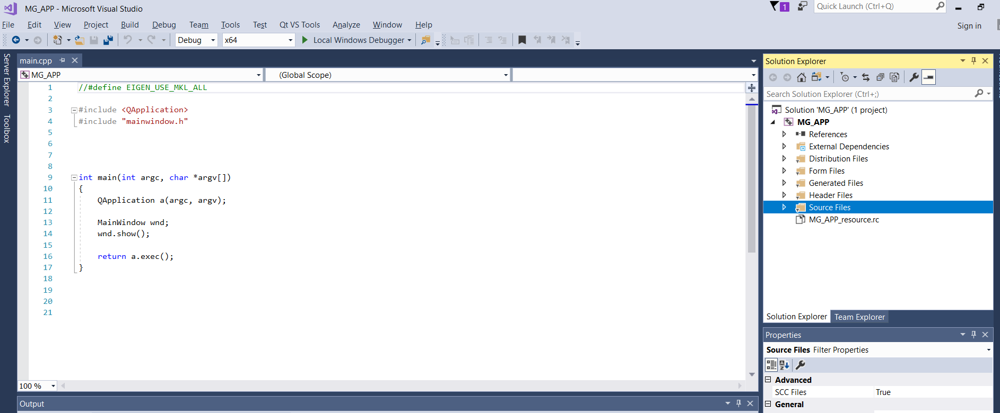 MG_APP - Microsoft Visual Studio
1
Quick Launch (Ctrl+Q)
File Edit View Project Build Debug Team Tools Test Qt VS Tools Analyze Window Help
Sign in
Debug x64 Local Windows Debugger
Server Explorer
Toolbox
main.cpp
MG_APP (Global Scope)
1 //#define EIGEN_USE_MKL_ALL
2
3 #include <QApplication>
4 #include "mainwindow.h"
5
6
7
8
9 int main(int argc, char *argv[])
10 {
11 QApplication a(argc, argv);
12
13 MainWindow wnd;
14 wnd.show();
15
16 return a.exec();
17 }
18
19
20
21
100 %
Output
Solution Explorer
Search Solution Explorer (Ctrl+;)
Solution 'MG_APP' (1 project)
MG_APP
References
External Dependencies
Distribution Files
Form Files
Generated Files
Header Files
Source Files
MG_APP_resource.rc
Solution Explorer Team Explorer
Properties
Source Files Filter Properties
Advanced
SCC Files True
General